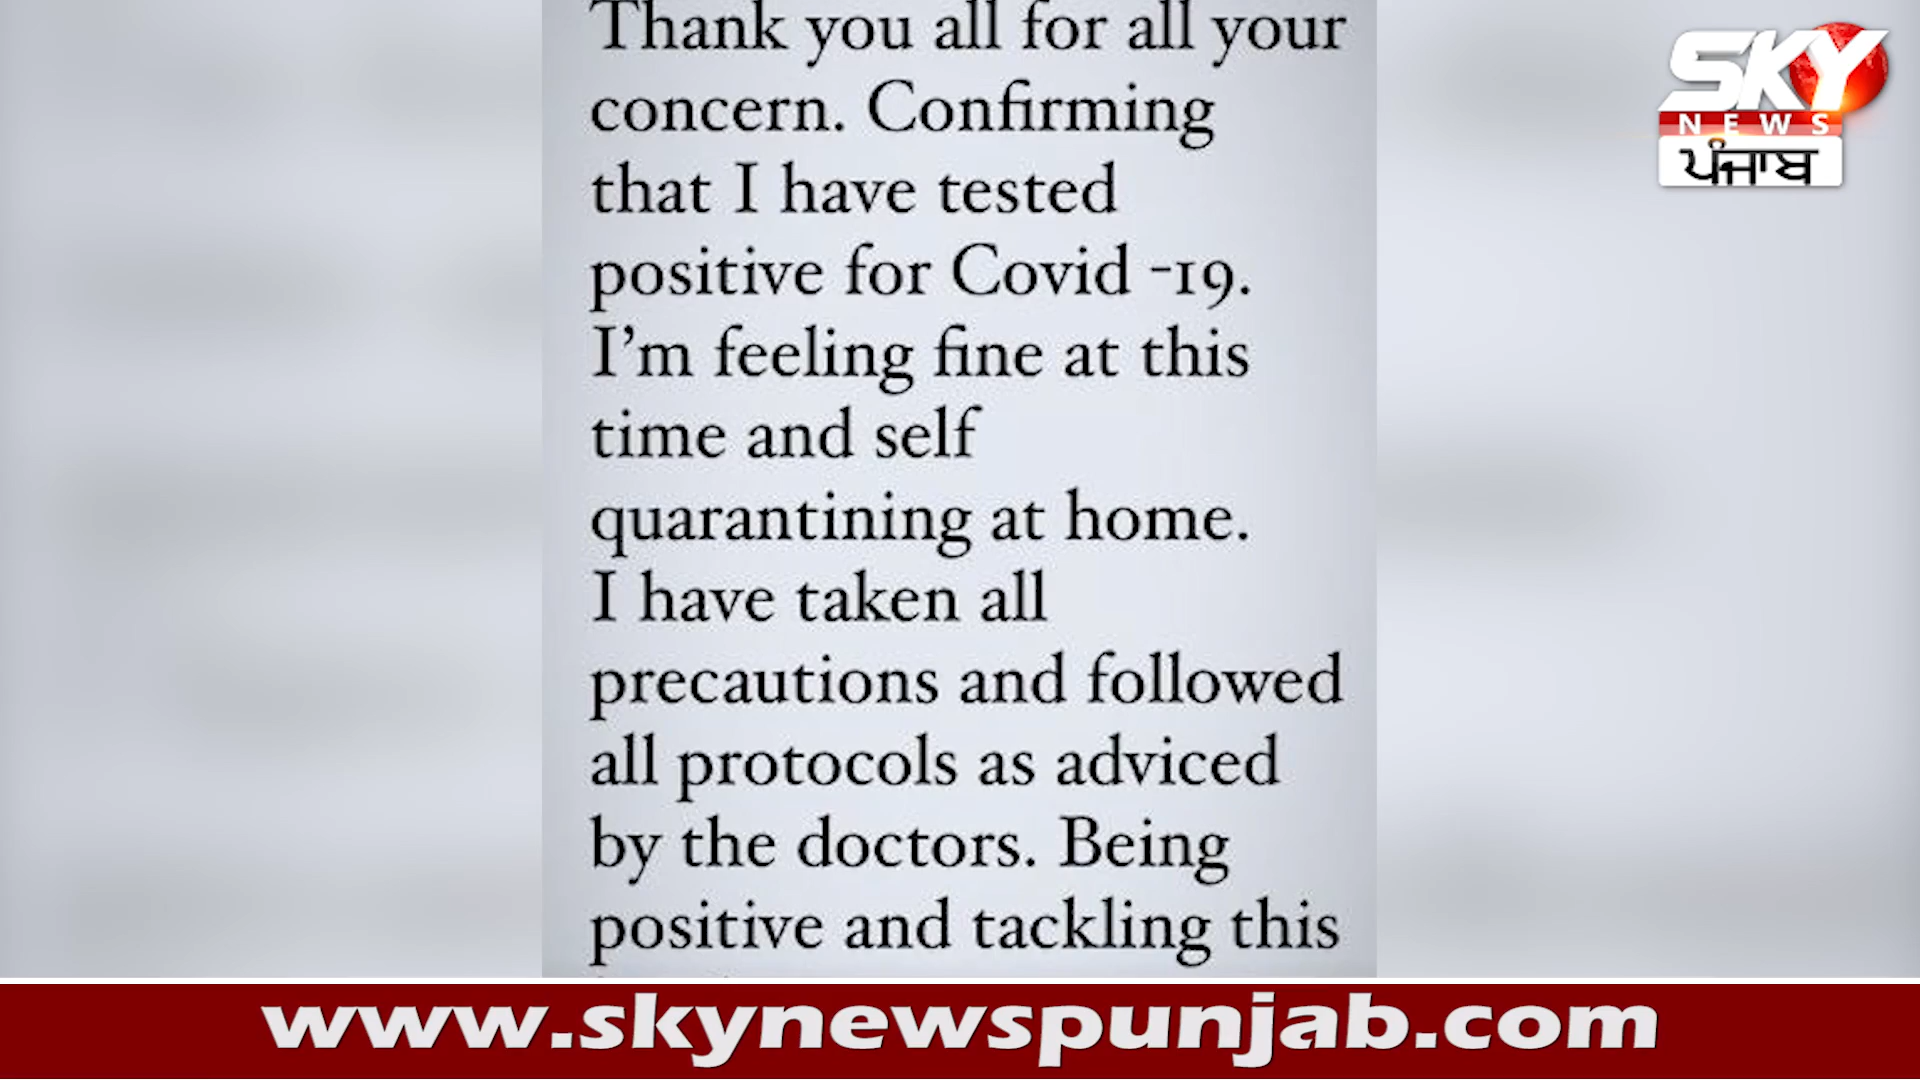 Thank you all for all your
concern. Confirming
that I have tested
positive for Covid -19.
I'm feeling fine at this
time and self
quarantining at home.
I have taken all
precautions and followed
all protocols as adviced
by the doctors. Being
positive and tackling this
SKY
NEWS
ਪੰਜਾਬ
www.skynewspunjab.com